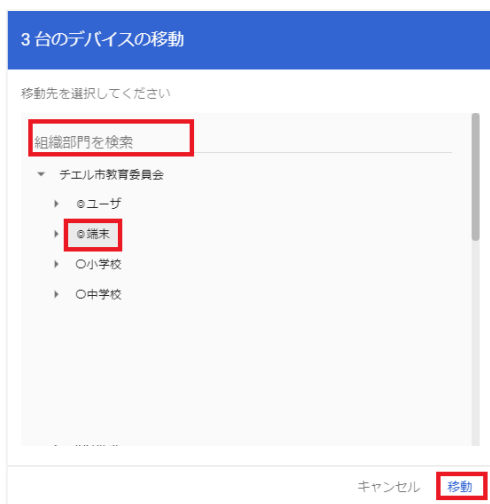 3 台のデバイスの移動
移動先を選択してください
組織部門を検索
チエル市教育委員会
◎ユーザ
◎端末
〇小学校
〇中学校
キャンセル 移動